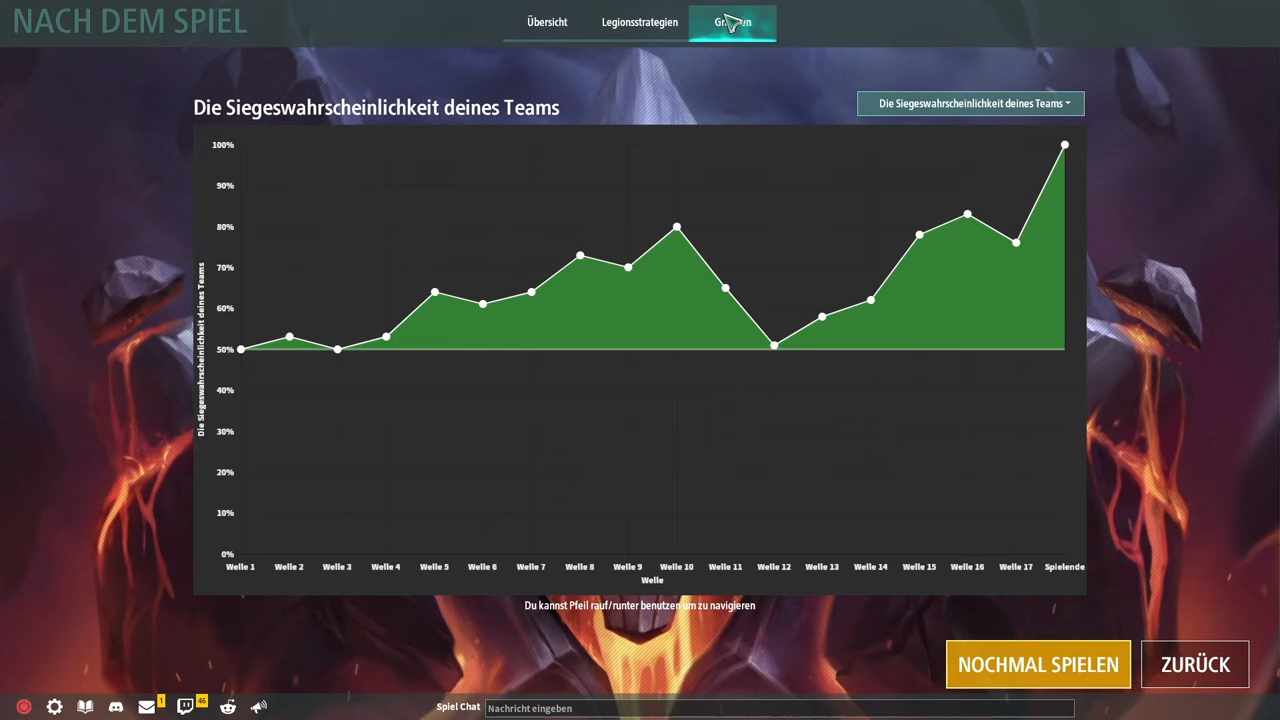 NACH DEM SPIEL
Übersicht
Legionsstrategien
Die Siegeswahrscheinlichkeit deines Teams
Die Siegeswahrscheinlichkeit deines Teams
100%
90%
80%
70%
60%
50%
40%
30%
20%
10%
0%
Die Siegeswahrscheinlichkeit deines Teams
Welle 1 Welle 2 Welle 3 Welle 4 Welle 5 Welle 6 Welle 7 Welle 8 Welle 9 Welle 10 Welle 11 Welle 12 Welle 13 Welle 14 Welle 15 Welle 16 Welle 17 Spielende
Welle
Du kannst Pfeil rauf/runter benutzen um zu navigieren
NOCHMAL SPIELEN
ZURÜCK
1
46
Spiel Chat
Nachricht eingeben